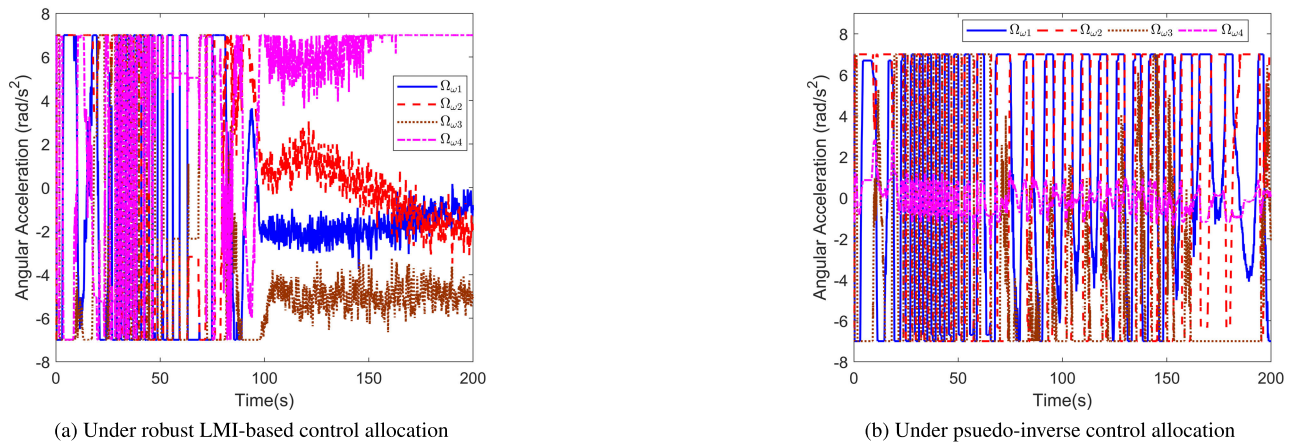 8
6
4
2
0
-2
-4
-6
-8
Angular Acceleration (rad/s²)
Ωω1
Ωω2
Ωω3
Ωω4
0 50 100 150 200
Time(s)
(a) Under robust LMI-based control allocation
8
6
4
2
0
-2
-4
-6
-8
Angular Acceleration (rad/s²)
Ωω1 Ωω2 Ωω3 Ωω4
0 50 100 150 200
Time(s)
(b) Under psuedo-inverse control allocation